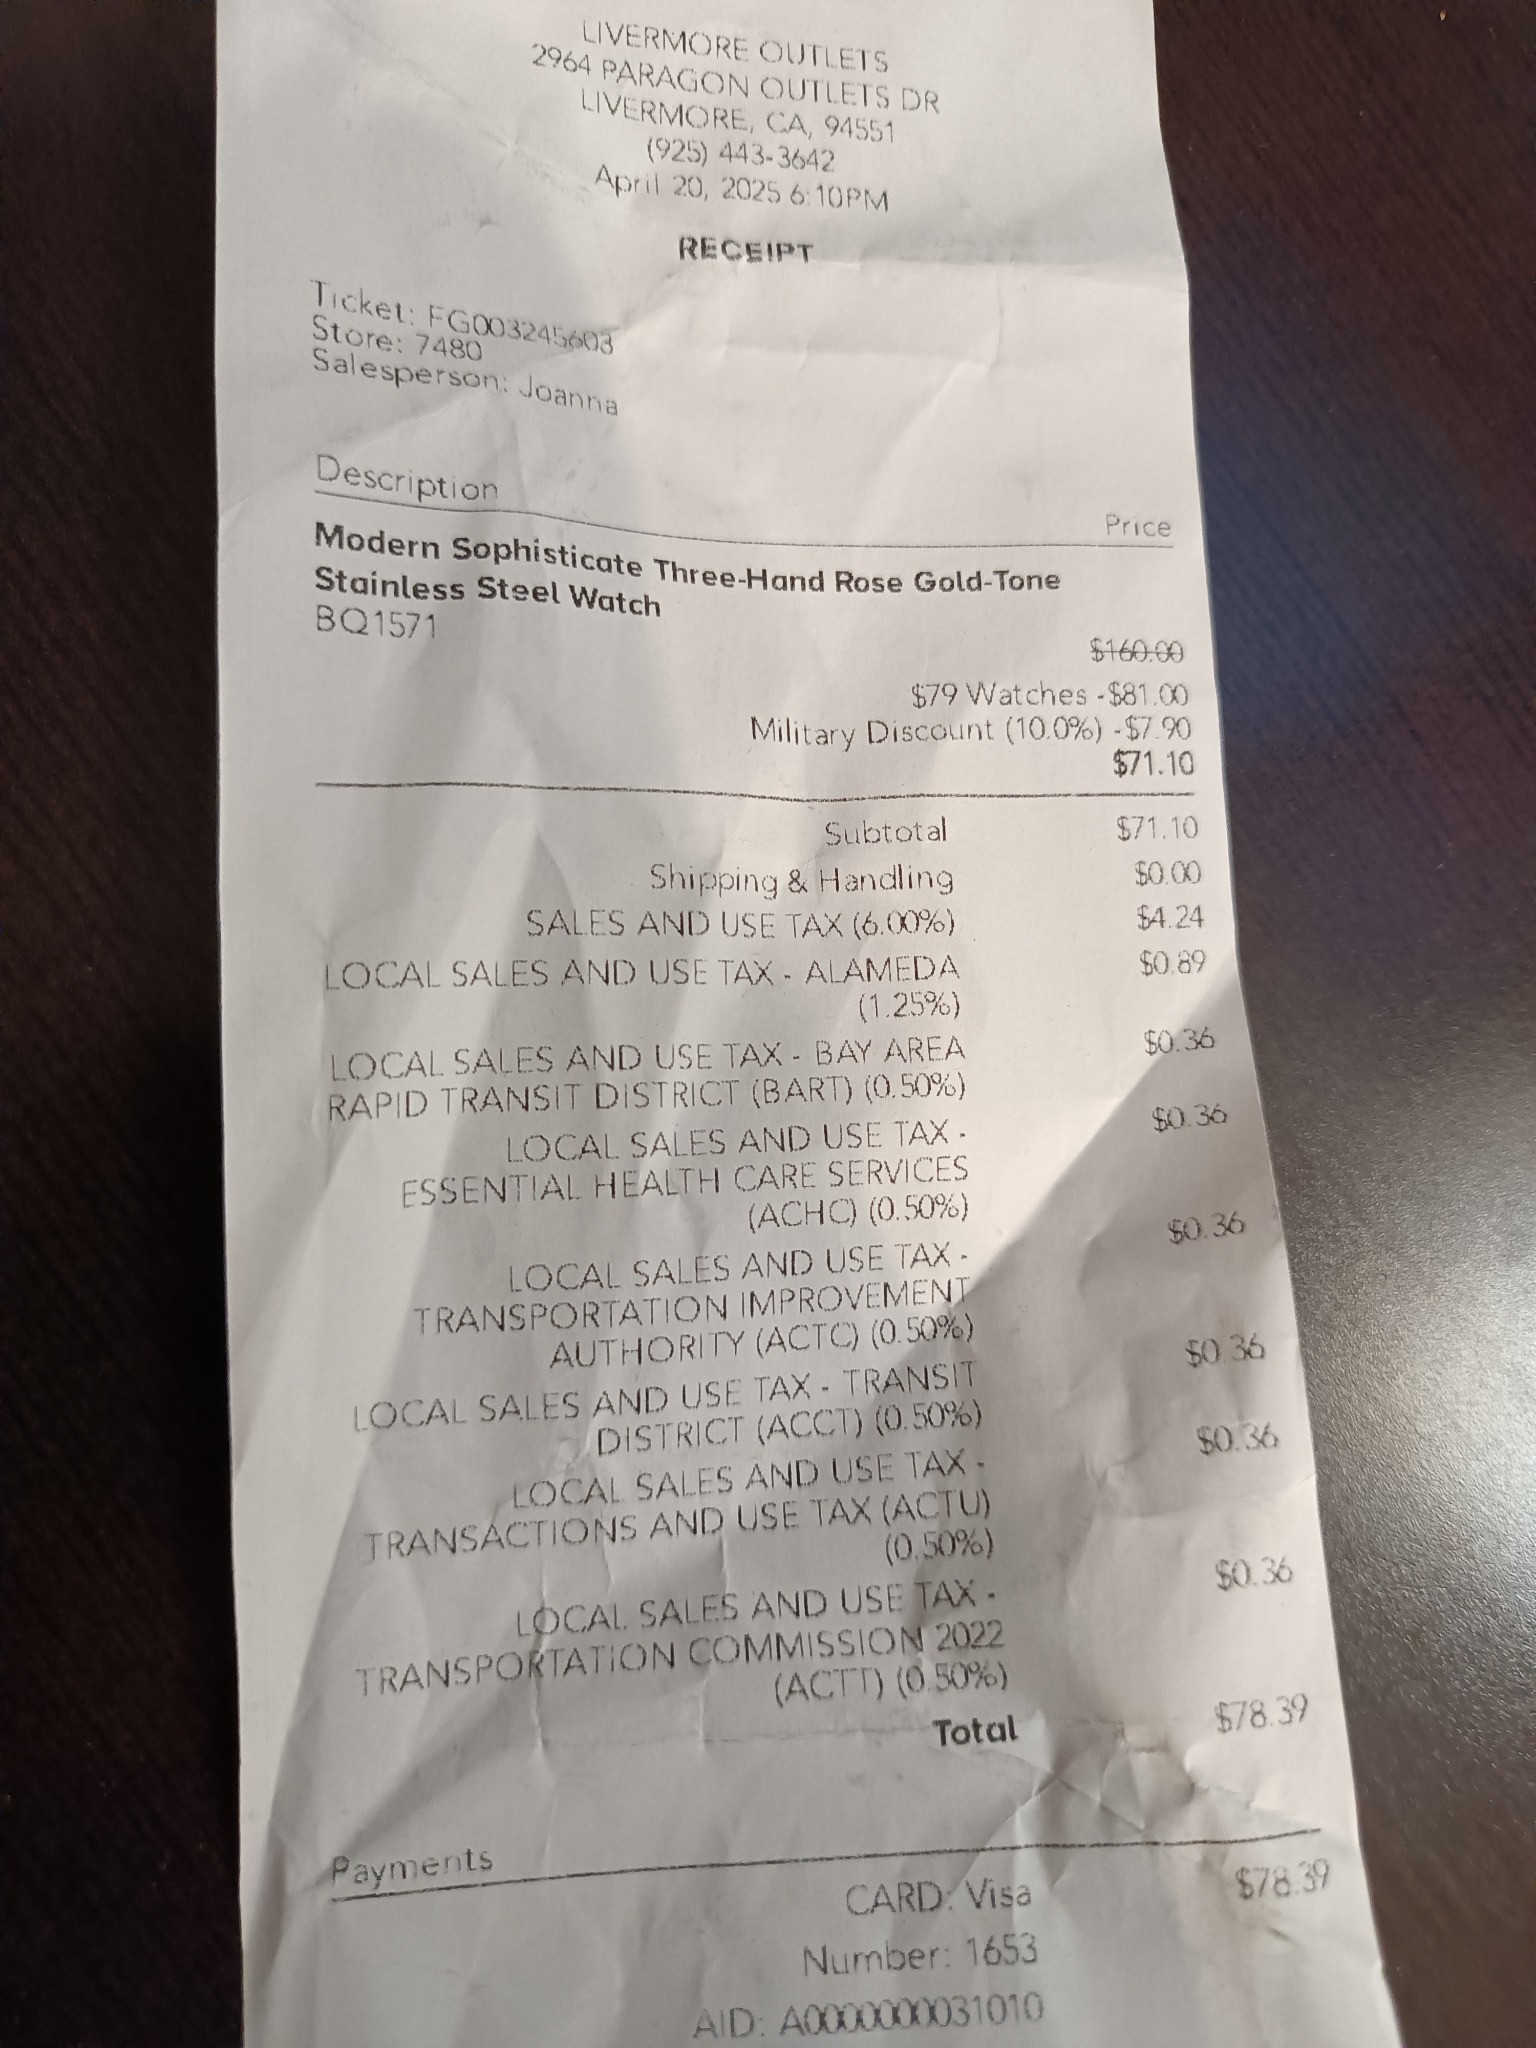 LIVERMORE OUTLETS
2964 PARAGON OUTLETS DR
LIVERMORE, CA, 94551
(925) 443-3642
April 20, 2025 6:10PM
RECEIPT
Ticket: FG003245603
Store: 7480
Salesperson: Joanna
Description
Price
Modern Sophisticate Three-Hand Rose Gold-Tone
Stainless Steel Watch
BQ1571
$160.00
$79 Watches -$81.00
Military Discount (10.0%) -$7.90
$71.10
Subtotal $71.10
Shipping & Handling $0.00
SALES AND USE TAX (6.00%) $4.24
LOCAL SALES AND USE TAX - ALAMEDA $0.89
(1.25%)
LOCAL SALES AND USE TAX - BAY AREA $0.36
RAPID TRANSIT DISTRICT (BART) (0.50%)
LOCAL SALES AND USE TAX - $0.36
ESSENTIAL HEALTH CARE SERVICES
(ACHC) (0.50%)
LOCAL SALES AND USE TAX - $0.36
TRANSPORTATION IMPROVEMENT
AUTHORITY (ACTC) (0.50%)
LOCAL SALES AND USE TAX - TRANSIT $0.36
DISTRICT (ACCT) (0.50%)
LOCAL SALES AND USE TAX - $0.36
TRANSACTIONS AND USE TAX (ACTU)
(0.50%)
LOCAL SALES AND USE TAX - $0.36
TRANSPORTATION COMMISSION 2022
(ACTT) (0.50%)
Total $78.39
Payments
CARD: Visa $78.39
Number: 1653
AID: A0000000031010